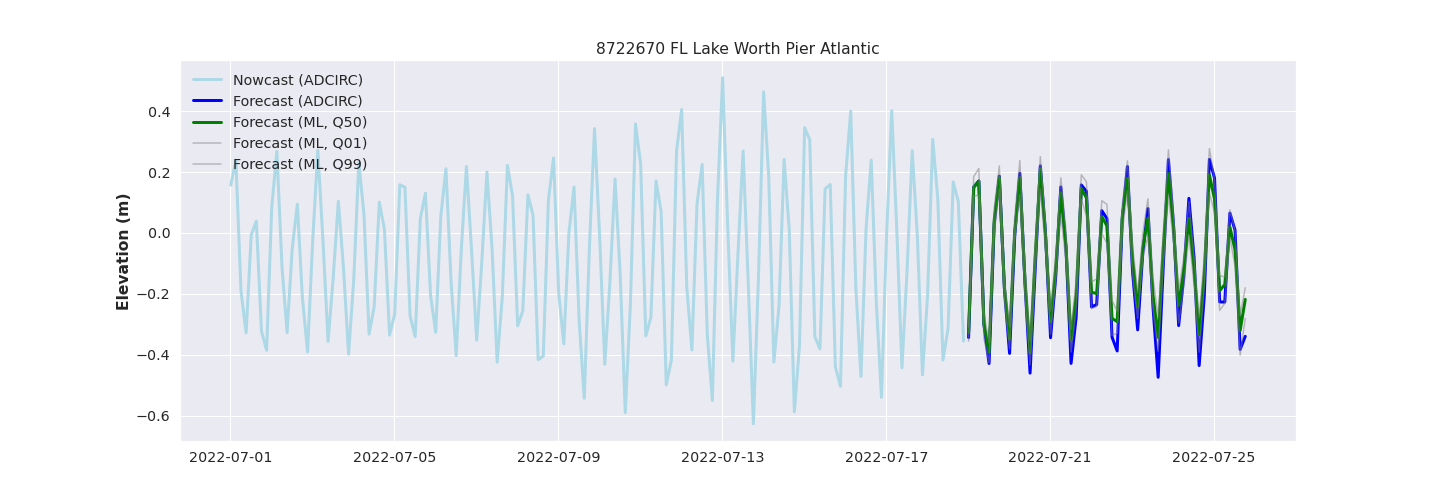 8722670 FL Lake Worth Pier Atlantic
Nowcast (ADCIRC)
Forecast (ADCIRC)
Forecast (ML, Q50)
Forecast (ML, Q01)
Forecast (ML, Q99)
Elevation (m)
0.4
0.2
0.0
−0.2
−0.4
−0.6
2022-07-01 2022-07-05 2022-07-09 2022-07-13 2022-07-17 2022-07-21 2022-07-25